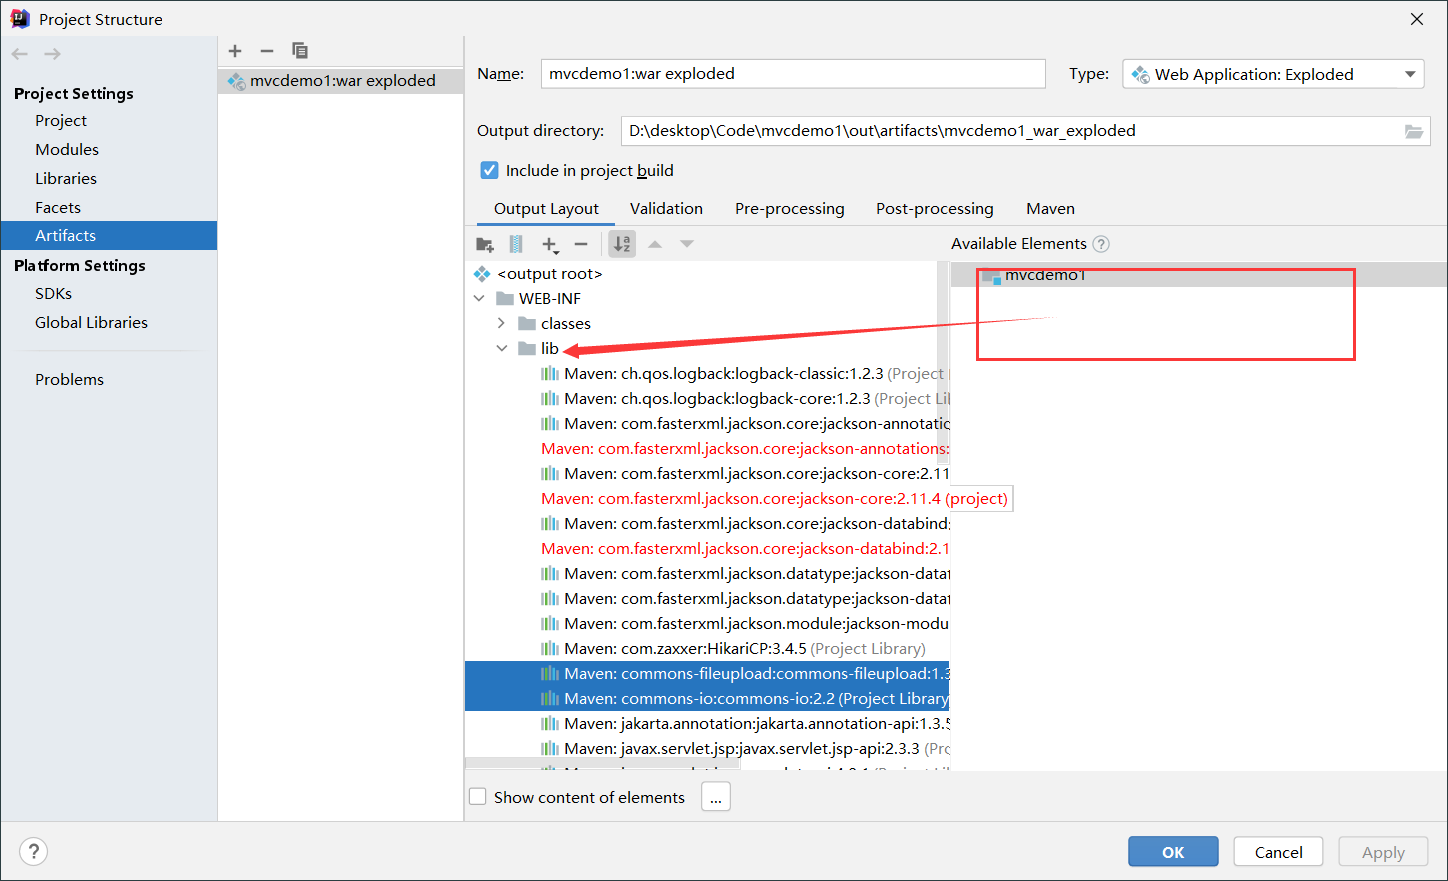 Project Structure
Project Settings
Project
Modules
Libraries
Facets
Artifacts
Platform Settings
SDKs
Global Libraries
Problems
mvcdemo1:war exploded
Name: mvcdemo1:war exploded
Type: Web Application: Exploded
Output directory: D:\desktop\Code\mvcdemo1\out\artifacts\mvcdemo1_war_exploded
Include in project build
Output Layout Validation Pre-processing Post-processing Maven
Available Elements ?
<output root>
WEB-INF
classes
lib
Maven: ch.qos.logback:logback-classic:1.2.3 (Project
Maven: ch.qos.logback:logback-core:1.2.3 (Project Li
Maven: com.fasterxml.jackson.core:jackson-annotatio
Maven: com.fasterxml.jackson.core:jackson-annotations:
Maven: com.fasterxml.jackson.core:jackson-core:2.11
Maven: com.fasterxml.jackson.core:jackson-core:2.11.4 (project)
Maven: com.fasterxml.jackson.core:jackson-databind:
Maven: com.fasterxml.jackson.core:jackson-databind:2.1
Maven: com.fasterxml.jackson.datatype:jackson-datat
Maven: com.fasterxml.jackson.datatype:jackson-datat
Maven: com.fasterxml.jackson.module:jackson-modu
Maven: com.zaxxer:HikariCP:3.4.5 (Project Library)
Maven: commons-fileupload:commons-fileupload:1.3
Maven: commons-io:commons-io:2.2 (Project Library
Maven: jakarta.annotation:jakarta.annotation-api:1.3.5
Maven: javax.servlet.jsp:javax.servlet.jsp-api:2.3.3 (Pro
mvcdemo1
Show content of elements ...
? OK Cancel Apply